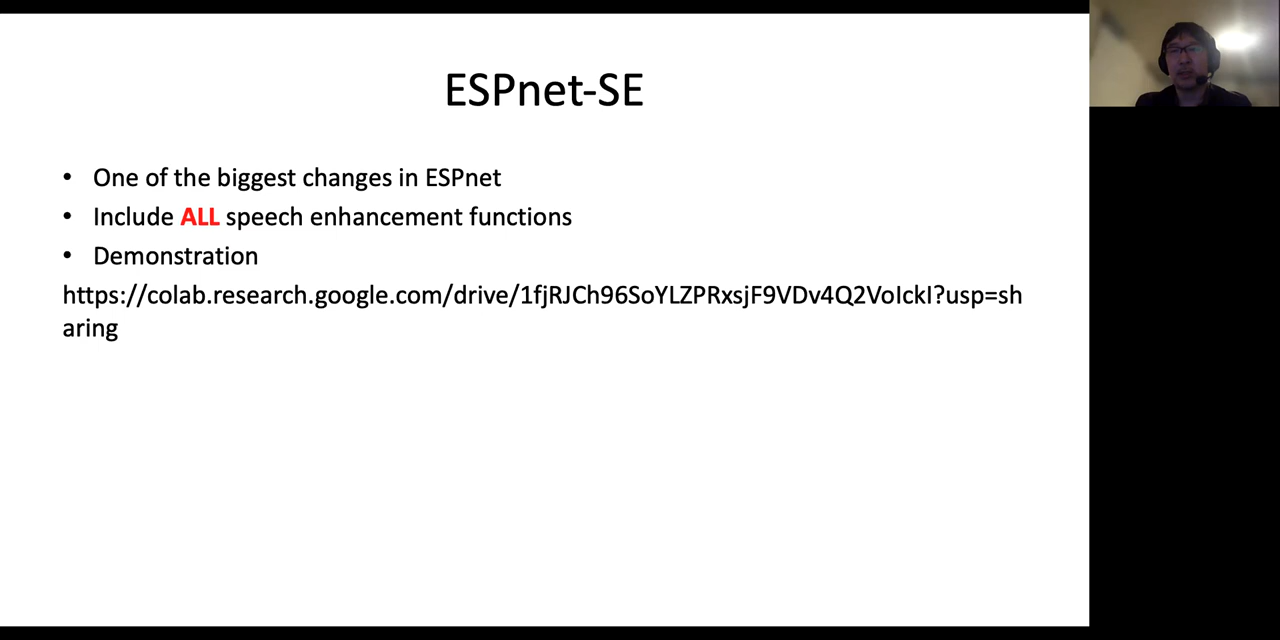 ESPnet-SE
• One of the biggest changes in ESPnet
• Include ALL speech enhancement functions
• Demonstration
https://colab.research.google.com/drive/1fjRJCh96SoYLZPRxsjF9VDv4Q2VoIckI?usp=sh
aring